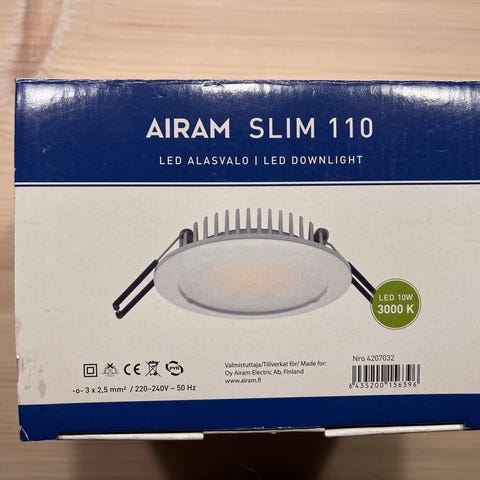 AIRAM SLIM 110
LED ALASVALO | LED DOWNLIGHT
LED 10W
3000 K
Valmistuttaja/Tillverkat för/ Made for:
Oy Airam Electric Ab, Finland
www.airam.fi
-o- 3 x 2,5 mm² / 220-240V ~ 50 Hz
Nro 4207032
6 435200 156396